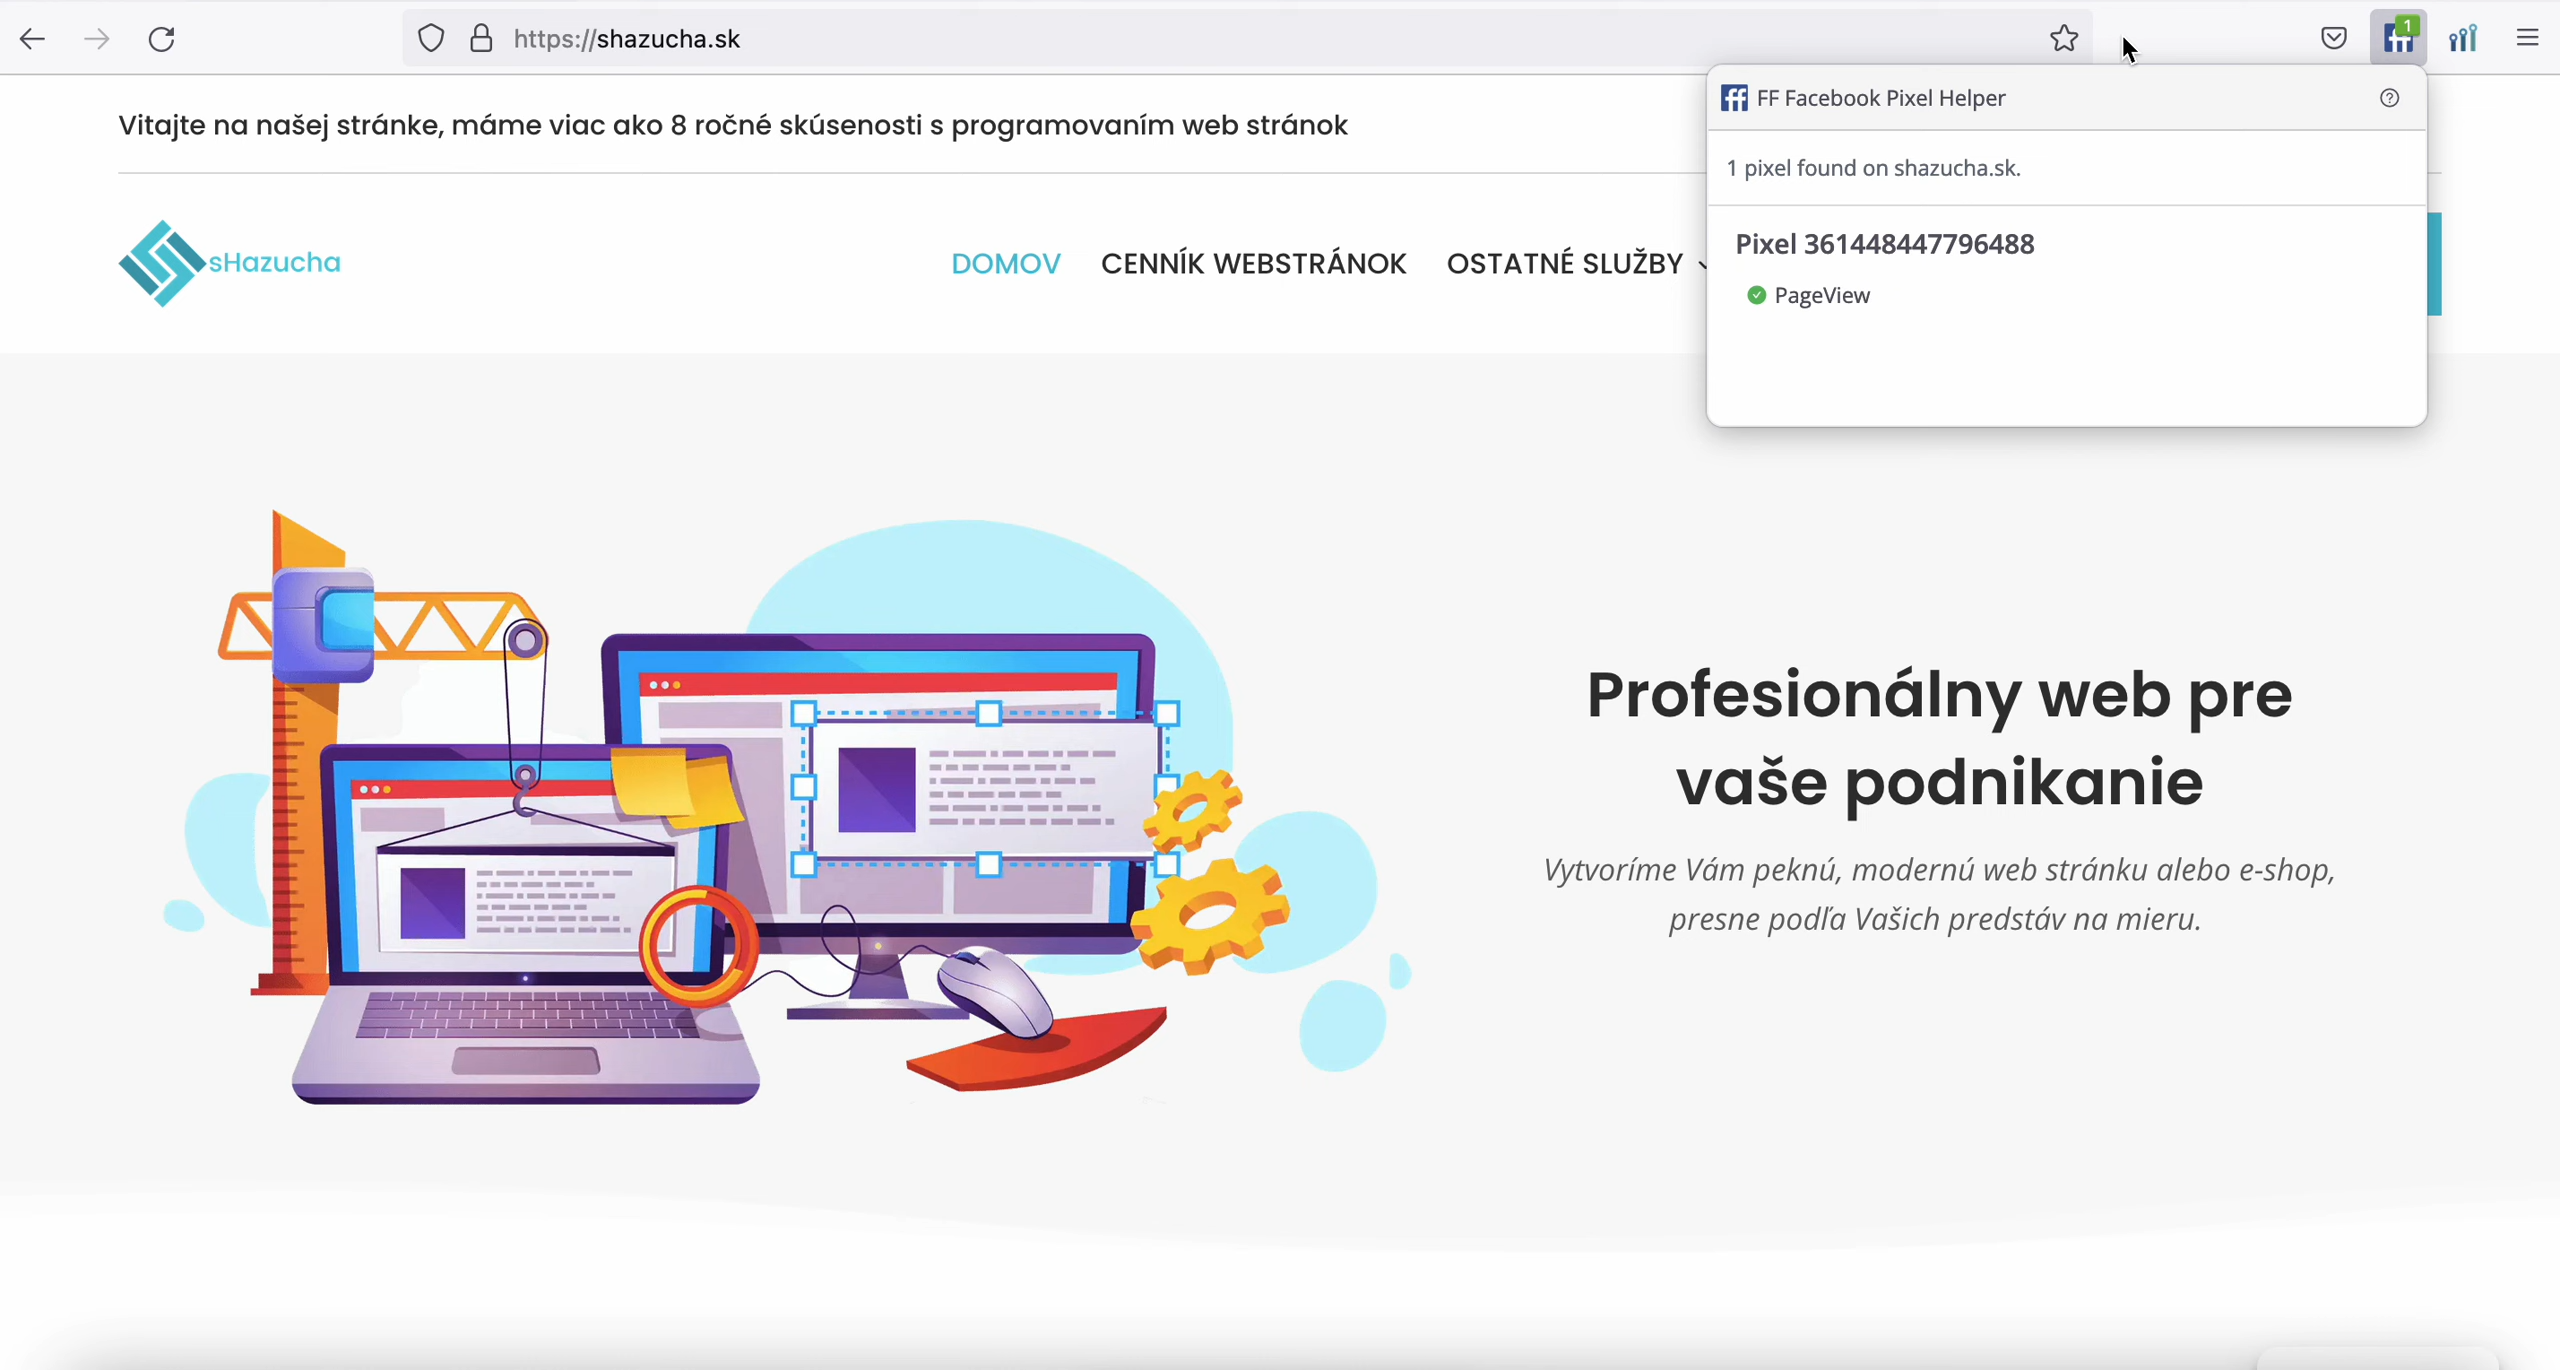 https://shazucha.sk
1
FF Facebook Pixel Helper
1 pixel found on shazucha.sk.
Pixel 361448447796488
PageView
Vitajte na našej stránke, máme viac ako 8 ročné skúsenosti s programovaním web stránok
sHazucha
DOMOV CENNÍK WEBSTRÁNOK OSTATNÉ SLUŽBY
Profesionálny web pre
vaše podnikanie
Vytvoríme Vám peknú, modernú web stránku alebo e-shop,
presne podľa Vašich predstáv na mieru.